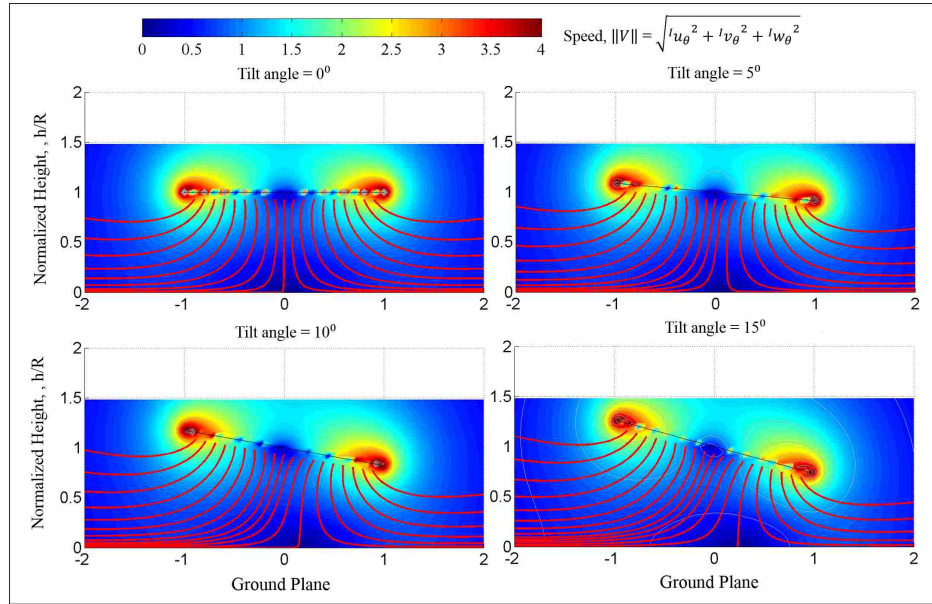 0 0.5 1 1.5 2 2.5 3 3.5 4
Speed, ‖V‖ = √(ᴵu_θ² + ᴵv_θ² + ᴵw_θ²)
Tilt angle = 0⁰
Tilt angle = 5⁰
Normalized Height, , h/R
2
1.5
1
0.5
0
-2 -1 0 1 2
2
1.5
1
0.5
0
-2 -1 0 1 2
Tilt angle = 10⁰
Tilt angle = 15⁰
Normalized Height, , h/R
2
1.5
1
0.5
0
-2 -1 0 1 2
Ground Plane
2
1.5
1
0.5
0
-2 -1 0 1 2
Ground Plane